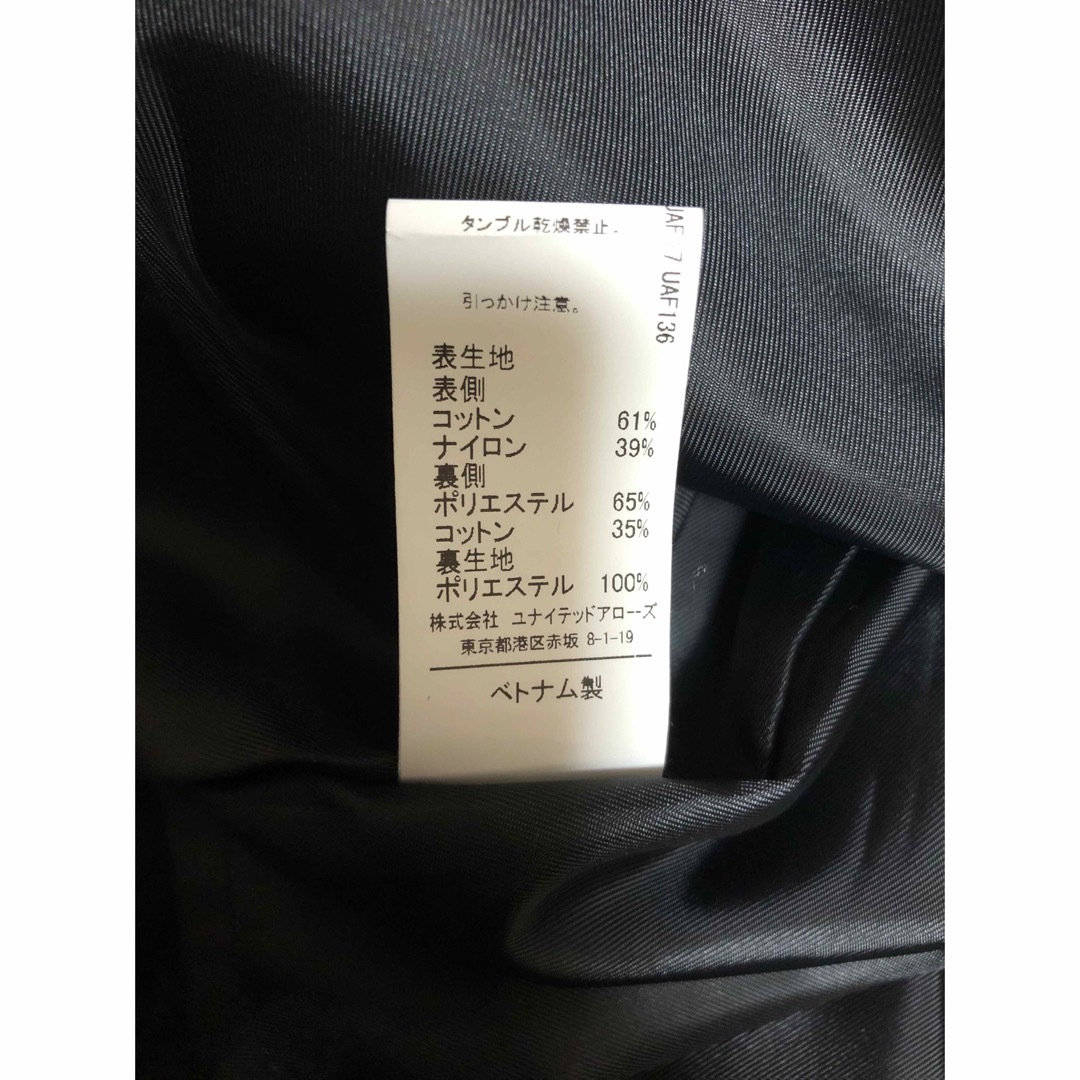 タンブル乾燥禁止。
引っかけ注意。
表生地
表側
コットン 61%
ナイロン 39%
裏側
ポリエステル 65%
コットン 35%
裏生地
ポリエステル 100%
株式会社 ユナイテッドアローズ
東京都港区赤坂 8-1-19
ベトナム製
UAF136